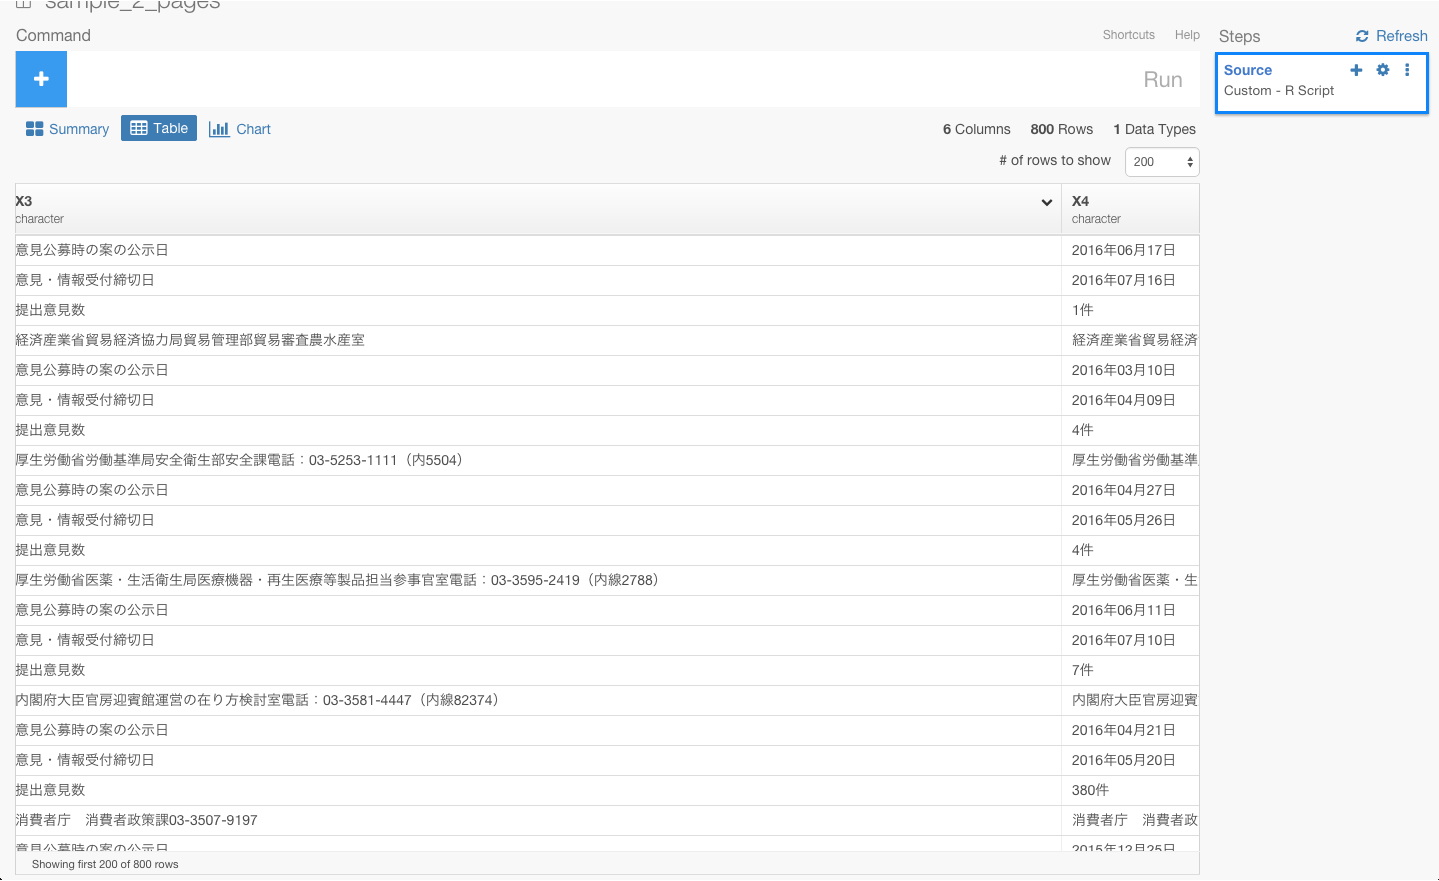 sample_2_pages
Command
Shortcuts Help
Steps
Refresh
Run
Source
Custom - R Script
Summary
Table
Chart
6 Columns 800 Rows 1 Data Types
# of rows to show 200
X3 X4
character character
意見公募時の案の公示日 2016年06月17日
意見・情報受付締切日 2016年07月16日
提出意見数 1件
経済産業省貿易経済協力局貿易管理部貿易審査農水産室 経済産業省貿易経済
意見公募時の案の公示日 2016年03月10日
意見・情報受付締切日 2016年04月09日
提出意見数 4件
厚生労働省労働基準局安全衛生部安全課電話：03-5253-1111（内5504） 厚生労働省労働基準
意見公募時の案の公示日 2016年04月27日
意見・情報受付締切日 2016年05月26日
提出意見数 4件
厚生労働省医薬・生活衛生局医療機器・再生医療等製品担当参事官室電話：03-3595-2419（内線2788） 厚生労働省医薬・生
意見公募時の案の公示日 2016年06月11日
意見・情報受付締切日 2016年07月10日
提出意見数 7件
内閣府大臣官房迎賓館運営の在り方検討室電話：03-3581-4447（内線82374） 内閣府大臣官房迎賓
意見公募時の案の公示日 2016年04月21日
意見・情報受付締切日 2016年05月20日
提出意見数 380件
消費者庁　消費者政策課03-3507-9197 消費者庁　消費者政
意見公募時の案の公示日 2015年12月25日
Showing first 200 of 800 rows